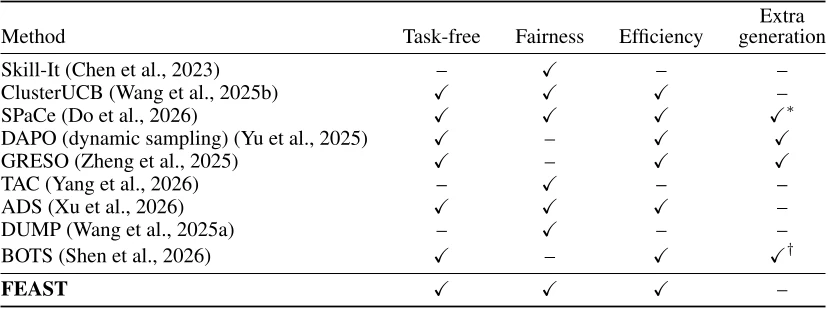 Method Task-free Fairness Efficiency Extra generation
Skill-It (Chen et al., 2023) – ✓ – –
ClusterUCB (Wang et al., 2025b) ✓ ✓ ✓ –
SPaCe (Do et al., 2026) ✓ ✓ ✓ ✓*
DAPO (dynamic sampling) (Yu et al., 2025) ✓ – ✓ ✓
GRESO (Zheng et al., 2025) ✓ – ✓ ✓
TAC (Yang et al., 2026) – ✓ – –
ADS (Xu et al., 2026) ✓ ✓ ✓ –
DUMP (Wang et al., 2025a) – ✓ – –
BOTS (Shen et al., 2026) ✓ – ✓ ✓†
FEAST ✓ ✓ ✓ –